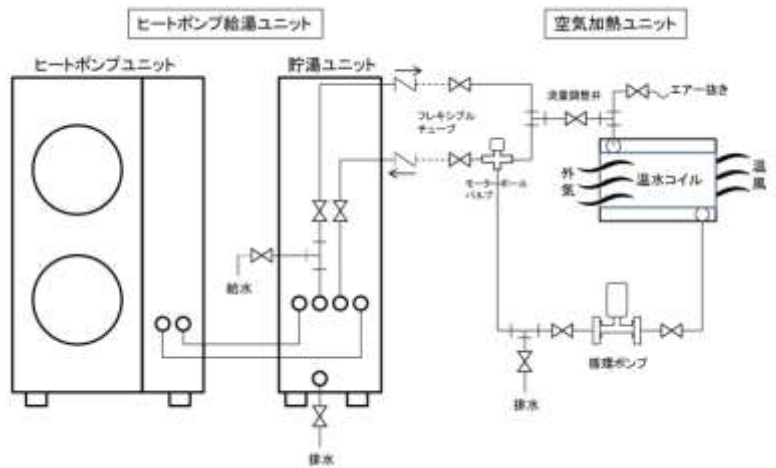 ヒートポンプ給湯ユニット
空気加熱ユニット
ヒートポンプユニット
貯湯ユニット
流量調整弁
エアー抜き
フレキシブル
チューブ
モーターボール
バルブ
外気
温水コイル
温風
給水
循環ポンプ
排水
排水